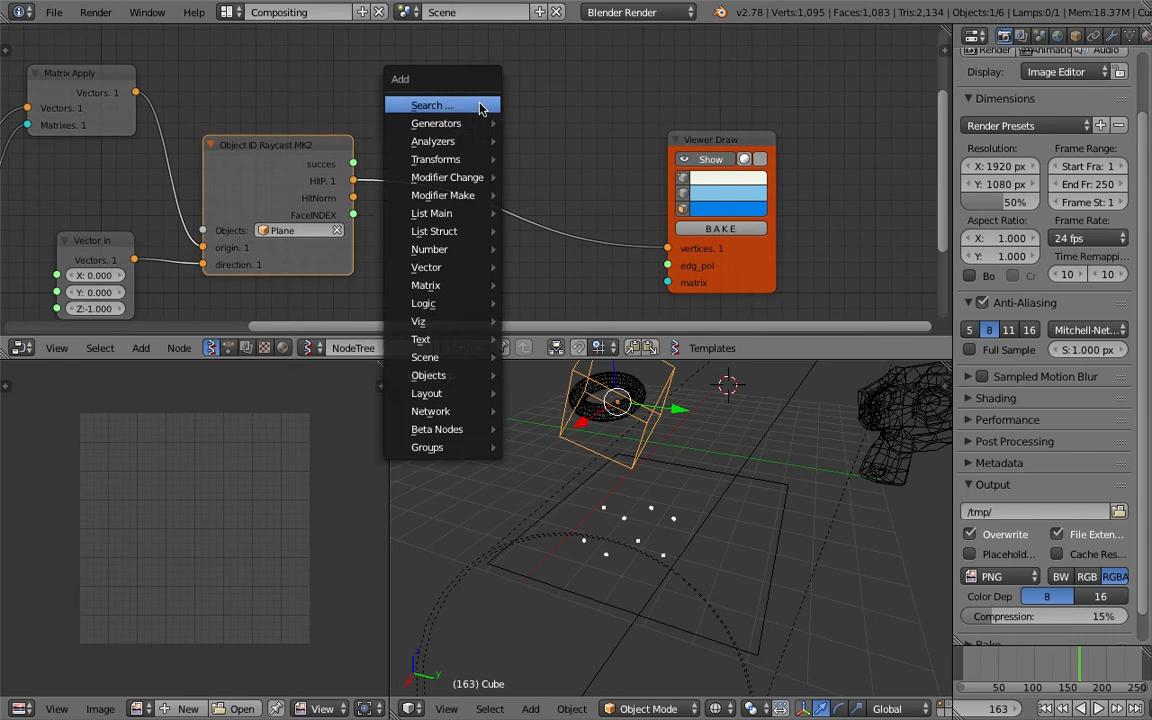 File Render Window Help Compositing Scene Blender Render v2.78 | Verts:1,095 | Faces:1,083 | Tris:2,134 | Objects:1/6 | Lamps:0/1 | Mem:18.37M
Matrix Apply
Vectors. 1
Vectors. 1
Matrixes. 1
Object ID Raycast MK2
succes
HitP. 1
HitNorm
FaceINDEX
Objects: Plane
origin. 1
direction. 1
Vector in
Vectors. 1
X: 0.000
Y: 0.000
Z:-1.000
Add
Search ...
Generators
Analyzers
Transforms
Modifier Change
Modifier Make
List Main
List Struct
Number
Vector
Matrix
Logic
Viz
Text
Scene
Objects
Layout
Network
Beta Nodes
Groups
Viewer Draw
Show
B A K E
vertices. 1
edg_pol
matrix
View Select Add Node NodeTree Templates
(163) Cube
View Image New Open View
View Select Add Object Object Mode Global
Render Animatic Audio
Display: Image Editor
Dimensions
Render Presets
Resolution: Frame Range:
X: 1920 px Start Fra: 1
Y: 1080 px End Fr: 250
50% Frame St: 1
Aspect Ratio: Frame Rate:
X: 1.000 24 fps
Y: 1.000 Time Remappi..
Bo Cr 10 10
Anti-Aliasing
5 8 11 16 Mitchell-Net...
Full Sample S: 1.000 px
Sampled Motion Blur
Shading
Performance
Post Processing
Metadata
Output
/tmp/
Overwrite File Exten...
Placehold... Cache Res...
PNG BW RGB RGBA
Color Dep 8 16
Compression: 15%
50 100 150 200 250
163